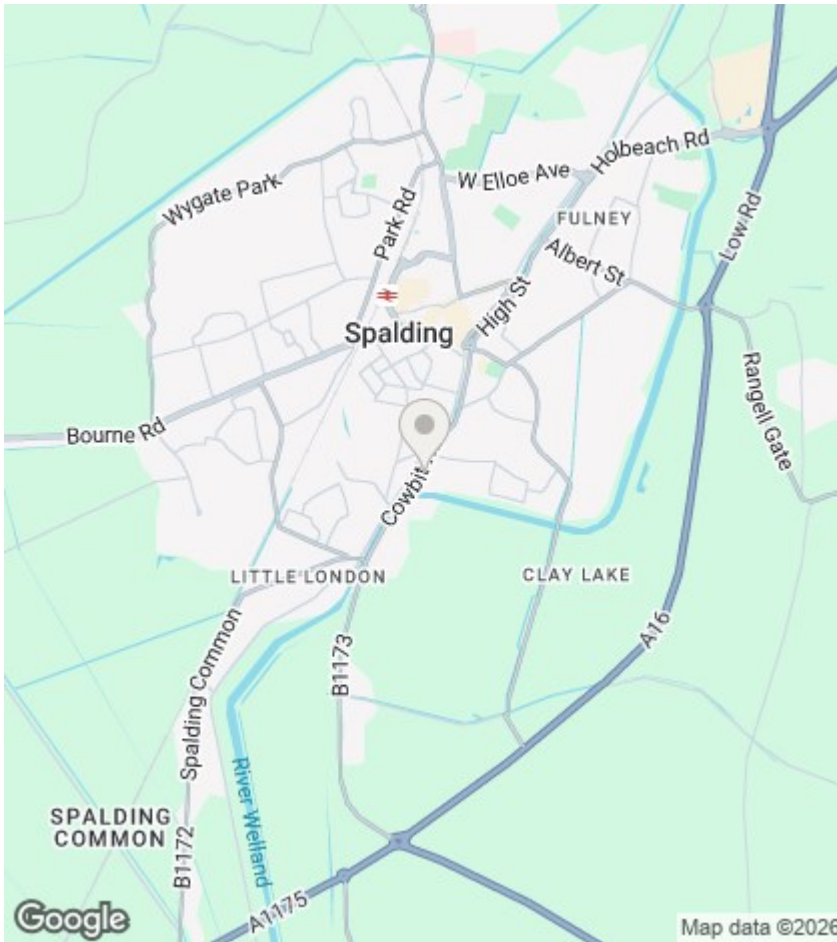 Holbeach Rd
W Elloe Ave
Wygate Park
Park Rd
FULNEY
Low Rd
Albert St
High St
Spalding
Rangell Gate
Bourne Rd
Cowbit
LITTLE LONDON
CLAY LAKE
A16
B1173
Spalding Common
River Welland
SPALDING
COMMON
B1172
A1175
Google
Map data ©2026